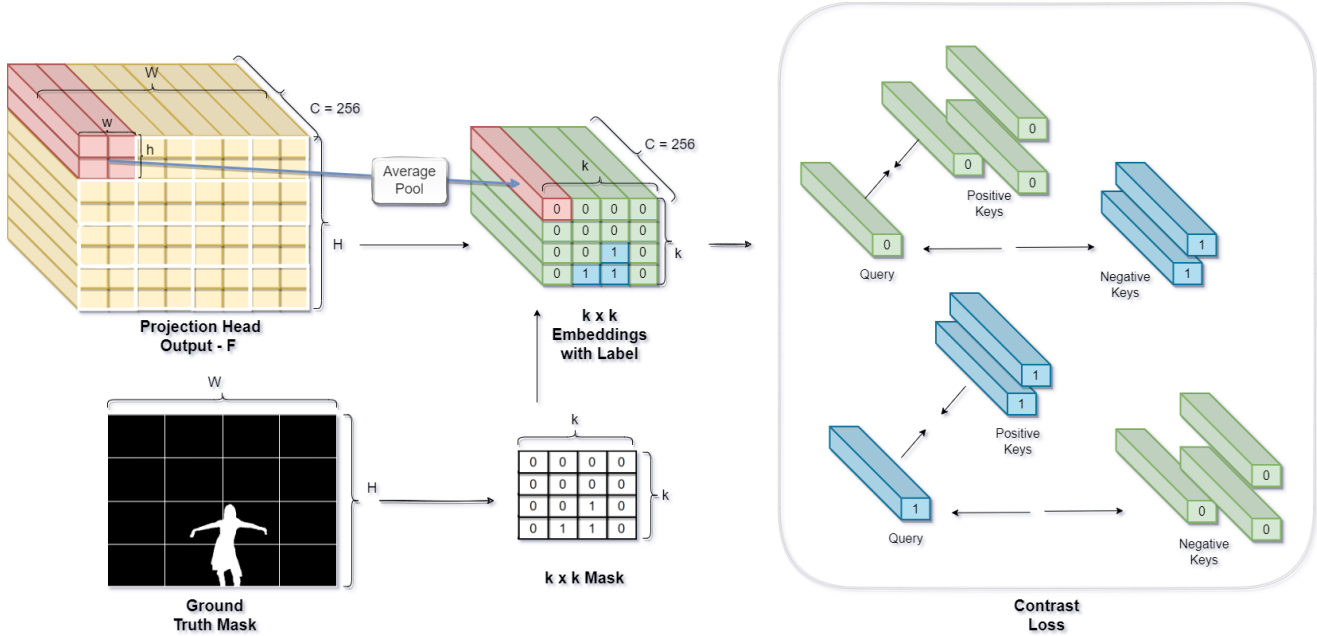 W
C = 256
w
h
H
Projection Head
Output - F
Average
Pool
C = 256
k
k
0 0 0 0
0 0 0 0
0 0 1 0
0 1 1 0
k x k
Embeddings
with Label
W
H
Ground
Truth Mask
k
k
0 0 0 0
0 0 0 0
0 0 1 0
0 1 1 0
k x k Mask
0
0
0
Positive
Keys
0
Query
1
1
Negative
Keys
1
1
Positive
Keys
1
Query
0
0
0
Negative
Keys
Contrast
Loss